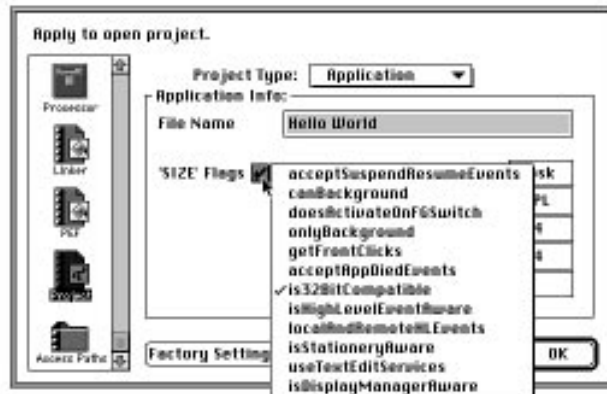 Apply to open project.
Processor
Linker
PEF
Project
Access Paths
Project Type: Application
Application Info:
File Name Hello World
'SIZE' Flags
acceptSuspendResumeEvents
canBackground
doesActivateOnFGSwitch
onlyBackground
getFrontClicks
acceptAppDiedEvents
✓is32BitCompatible
isHighLevelEventAware
localAndRemoteHLEvents
isStationeryAware
useTextEditServices
isDisplayManagerAware
Factory OK